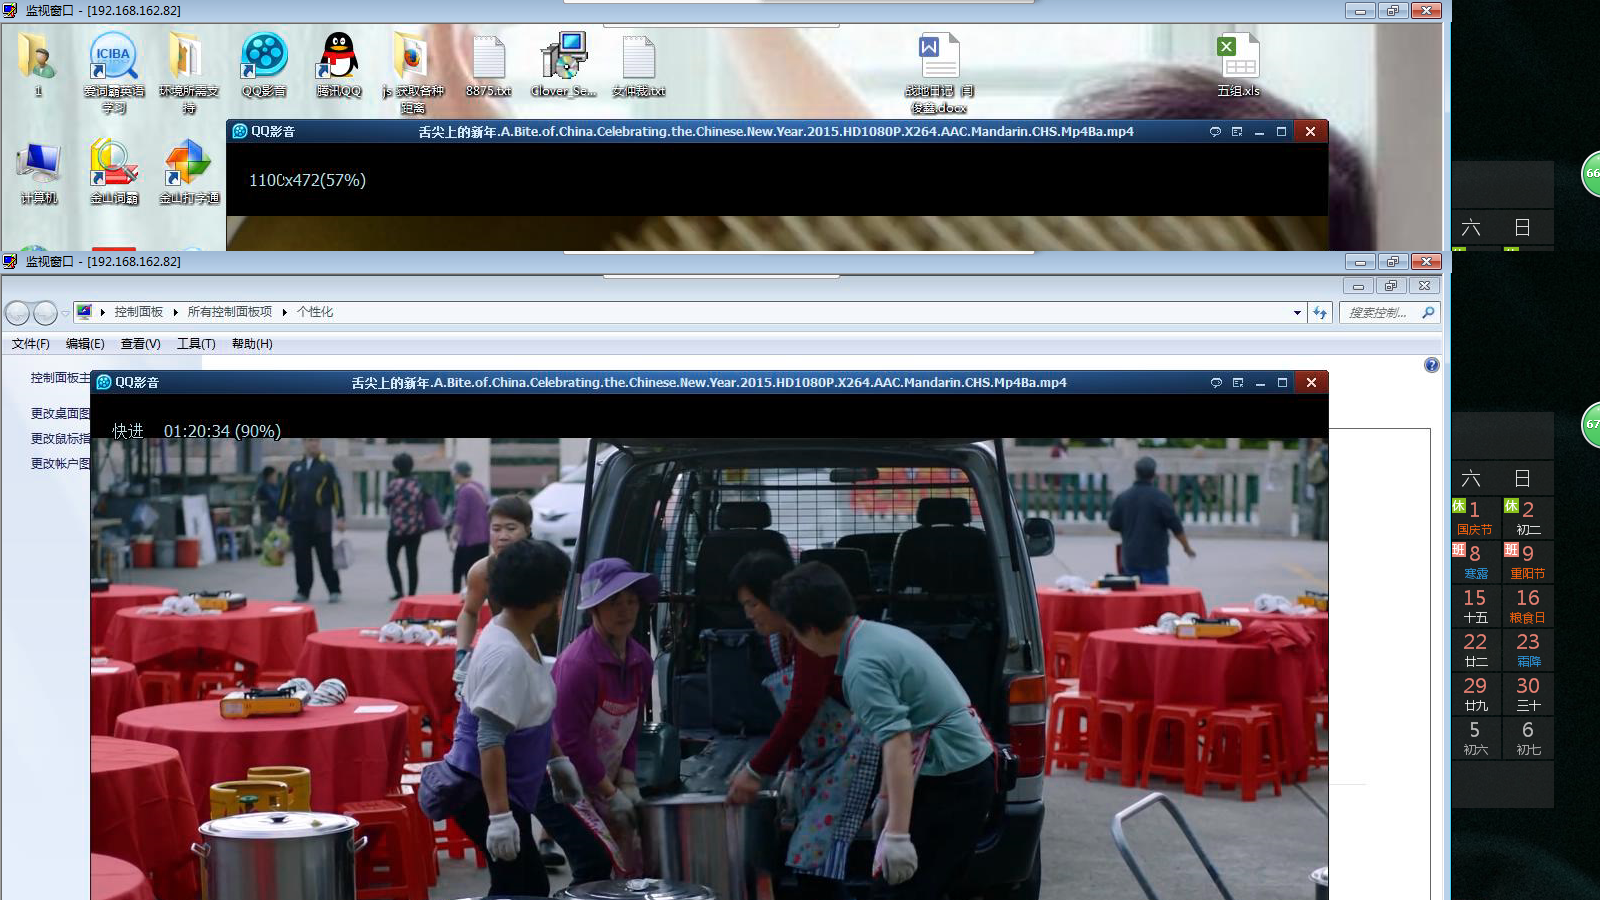 监视窗口 - [192.168.162.82]
1
爱词霸英语学习
环境所需支持
QQ影音
腾讯QQ
js 获取各种距离
8875.txt
Glover_Se...
女仲裁.txt
战地日记 闫俊鑫.docx
五组.xls
ICIBA
计算机
金山词霸
金山打字通
QQ影音
舌尖上的新年.A.Bite.of.China.Celebrating.the.Chinese.New.Year.2015.HD1080P.X264.AAC.Mandarin.CHS.Mp4Ba.mp4
1100x472(57%)
66
六 日
监视窗口 - [192.168.162.82]
控制面板 所有控制面板项 个性化
搜索控制...
文件(F) 编辑(E) 查看(V) 工具(T) 帮助(H)
控制面板主
更改桌面图
更改鼠标指
更改帐户图
QQ影音
舌尖上的新年.A.Bite.of.China.Celebrating.the.Chinese.New.Year.2015.HD1080P.X264.AAC.Mandarin.CHS.Mp4Ba.mp4
快进 01:20:34 (90%)
67
六 日
休 1 休 2
国庆节 初二
班 8 班 9
寒露 重阳节
15 16
十五 粮食日
22 23
廿二 霜降
29 30
廿九 三十
5 6
初六 初七